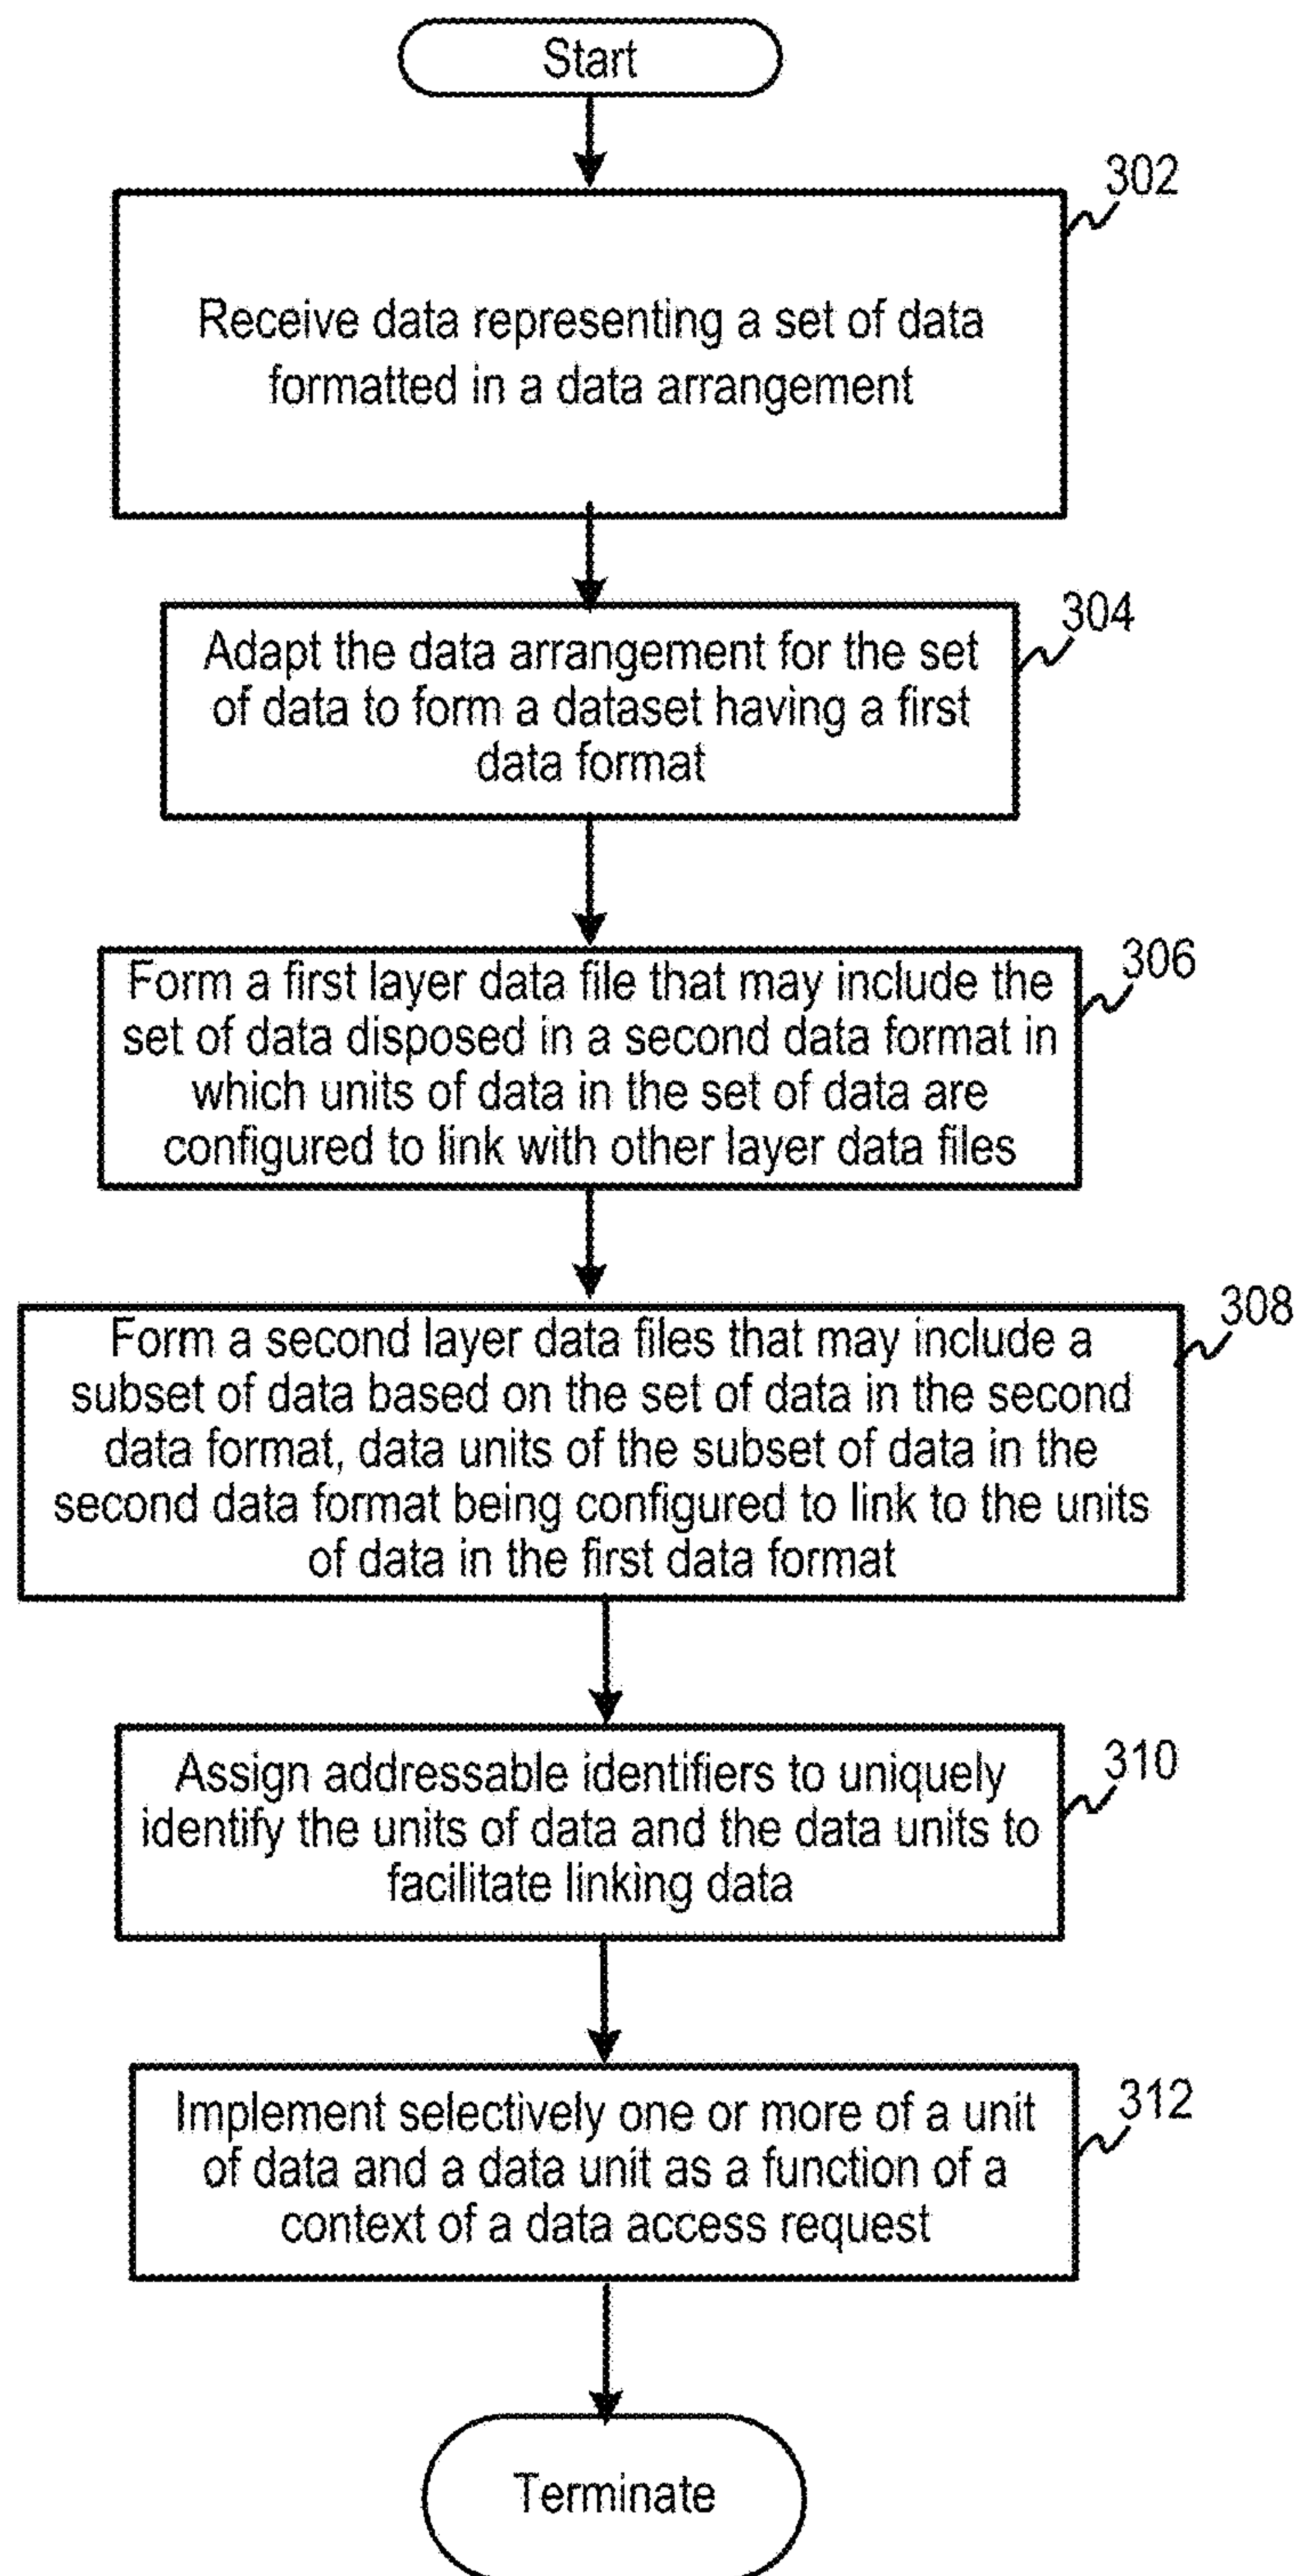 Start
302
Receive data representing a set of data
formatted in a data arrangement
304
Adapt the data arrangement for the set
of data to form a dataset having a first
data format
306
Form a first layer data file that may include the
set of data disposed in a second data format in
which units of data in the set of data are
configured to link with other layer data files
308
Form a second layer data files that may include a
subset of data based on the set of data in the second
data format, data units of the subset of data in the
second data format being configured to link to the units
of data in the first data format
310
Assign addressable identifiers to uniquely
identify the units of data and the data units to
facilitate linking data
312
Implement selectively one or more of a unit
of data and a data unit as a function of a
context of a data access request
Terminate